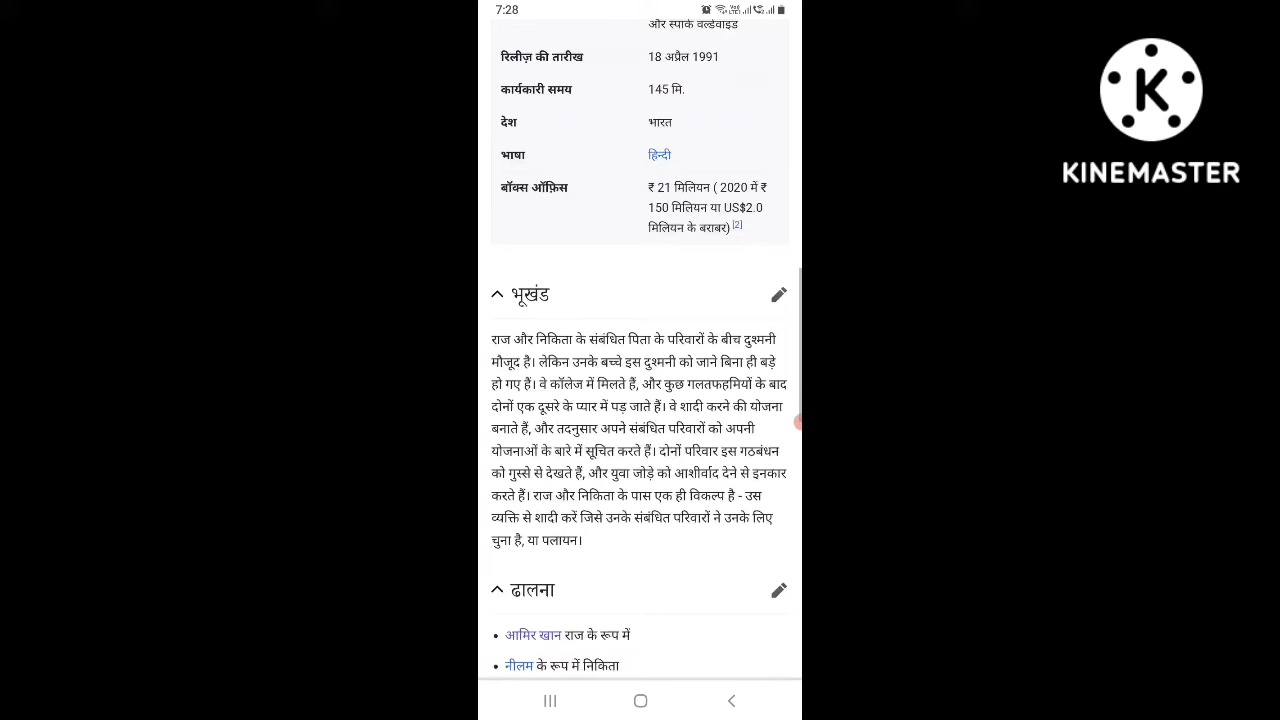 7:28
और स्पार्क वर्ल्डवाइड
रिलीज़ की तारीख 18 अप्रैल 1991
कार्यकारी समय 145 मि.
देश भारत
भाषा हिन्दी
बॉक्स ऑफ़िस ₹ 21 मिलियन ( 2020 में ₹
150 मिलियन या US$2.0
मिलियन के बराबर) [2]
भूखंड
राज और निकिता के संबंधित पिता के परिवारों के बीच दुश्मनी
मौजूद है। लेकिन उनके बच्चे इस दुश्मनी को जाने बिना ही बड़े
हो गए हैं। वे कॉलेज में मिलते हैं, और कुछ गलतफहमियों के बाद
दोनों एक दूसरे के प्यार में पड़ जाते हैं। वे शादी करने की योजना
बनाते हैं, और तदनुसार अपने संबंधित परिवारों को अपनी
योजनाओं के बारे में सूचित करते हैं। दोनों परिवार इस गठबंधन
को गुस्से से देखते हैं, और युवा जोड़े को आशीर्वाद देने से इनकार
करते हैं। राज और निकिता के पास एक ही विकल्प है - उस
व्यक्ति से शादी करें जिसे उनके संबंधित परिवारों ने उनके लिए
चुना है, या पलायन।
ढालना
• आमिर खान राज के रूप में
• नीलम के रूप में निकिता
K
KINEMASTER